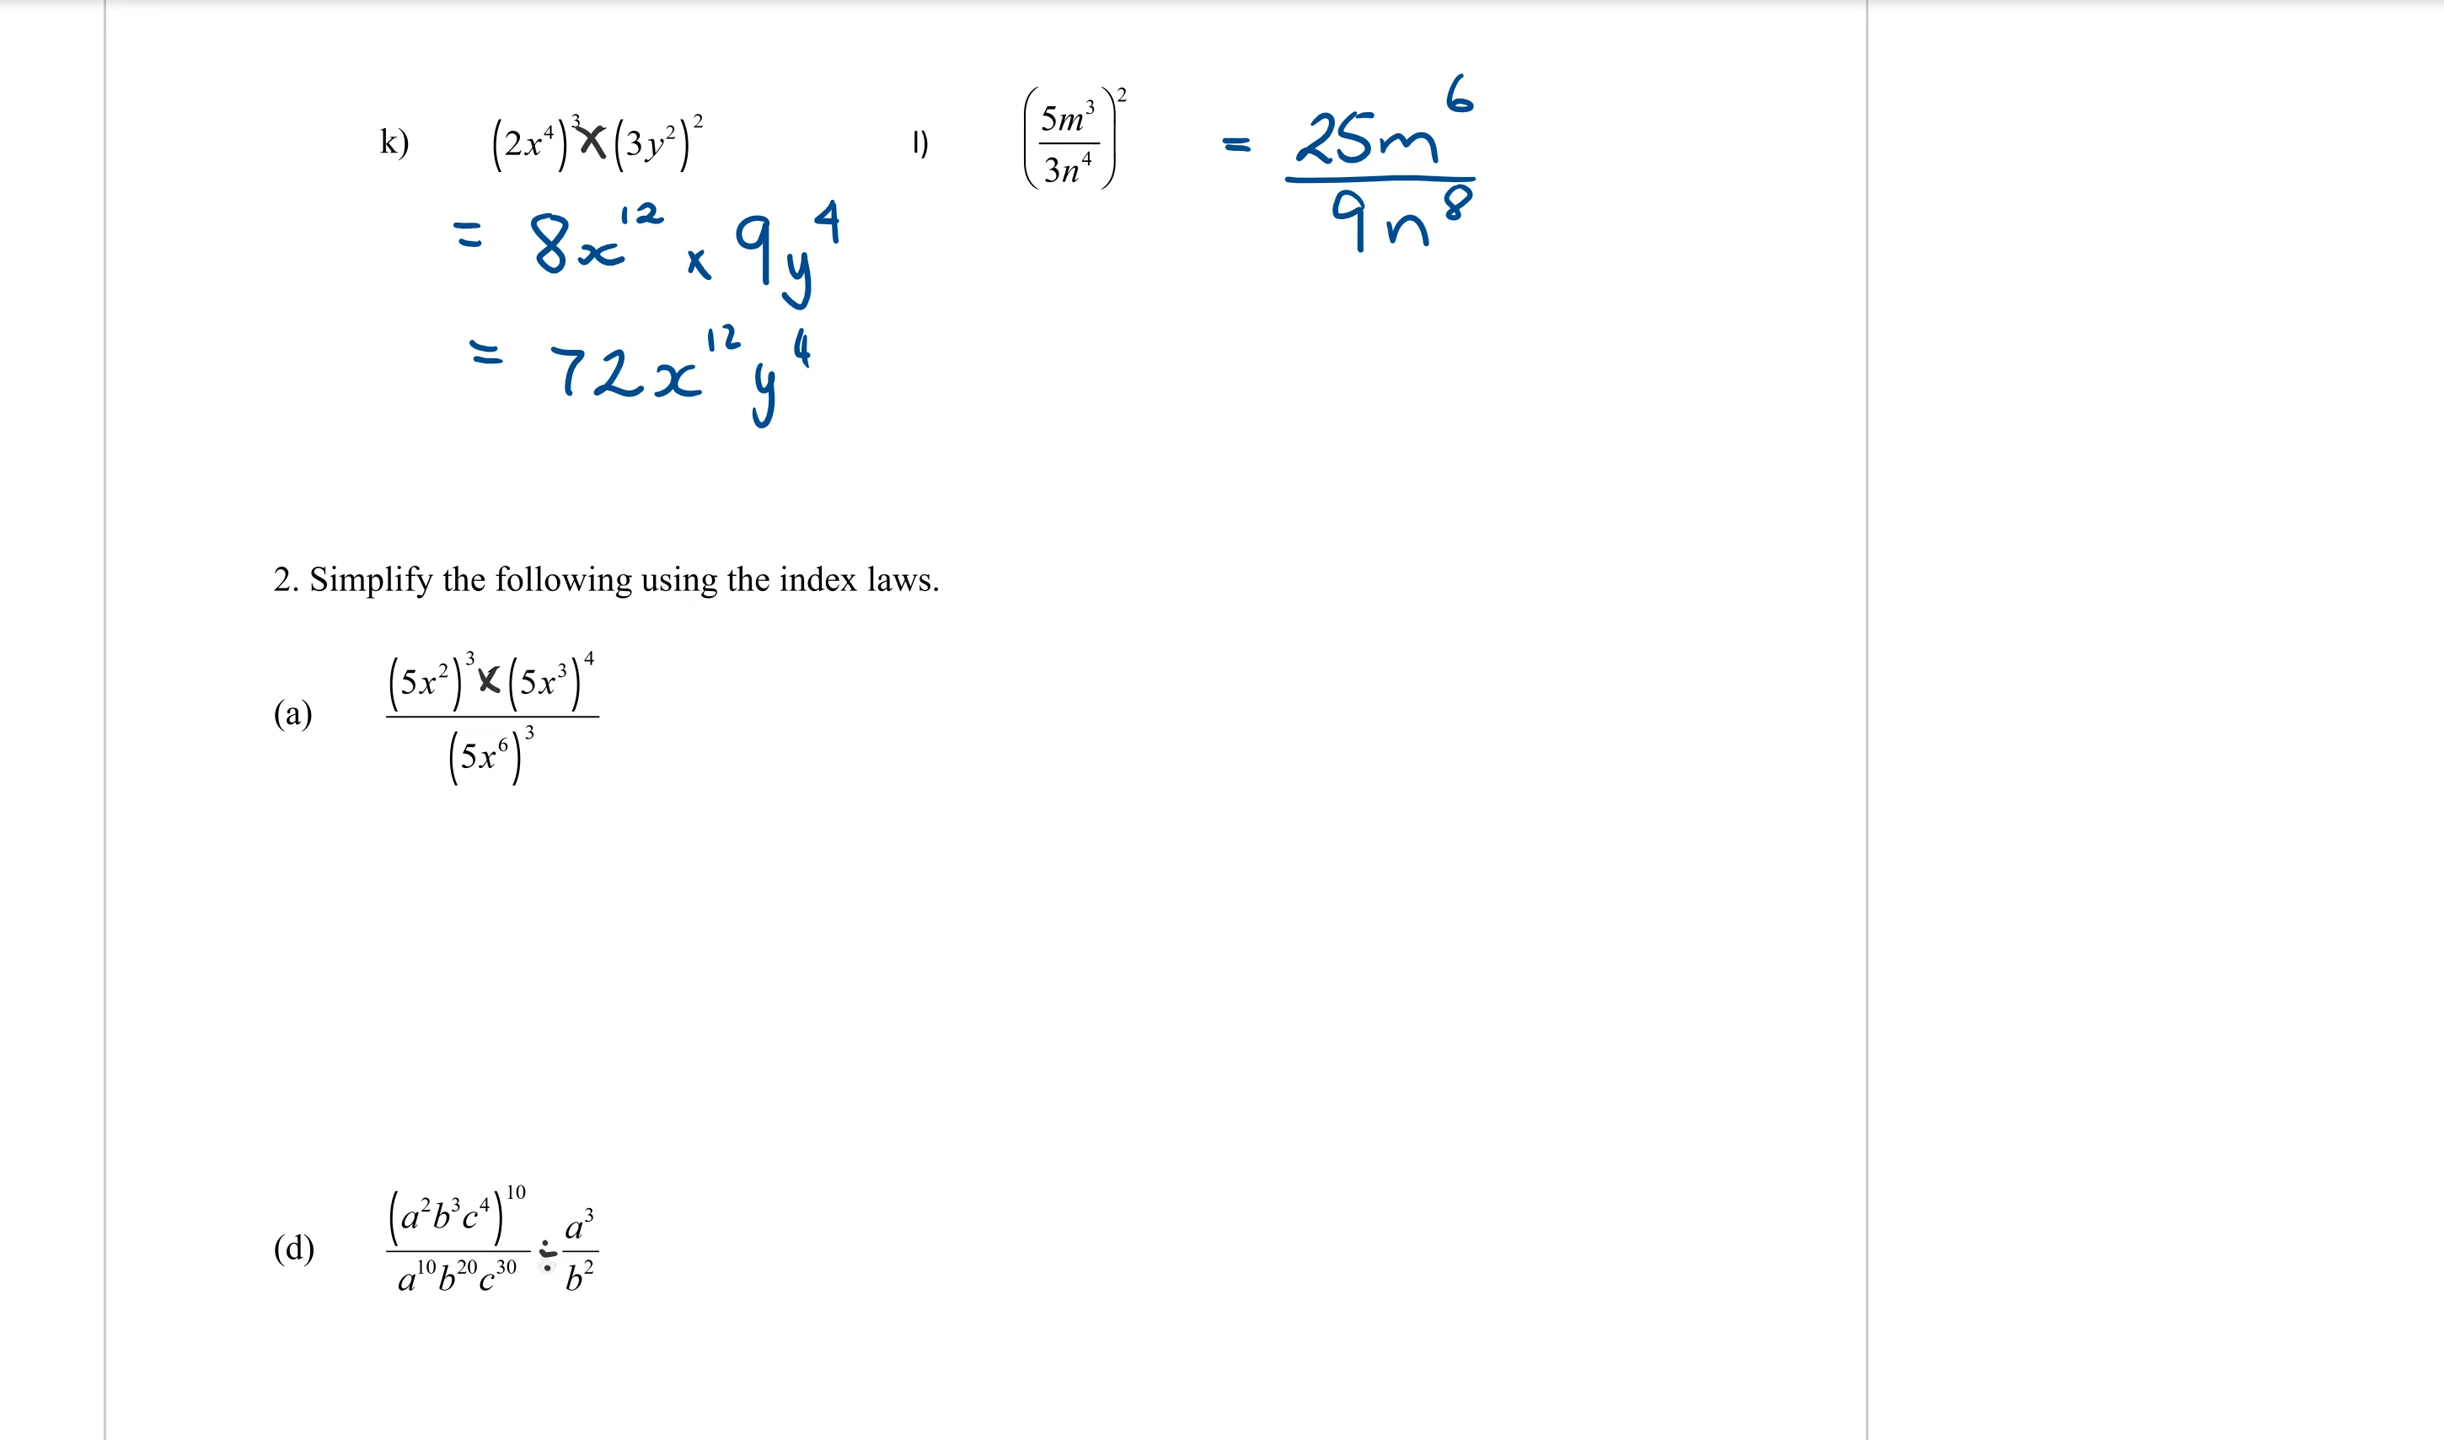 k) (2x⁴)³×(3y²)² l) (5m³/3n⁴)² = 25m⁶/9n⁸
= 8x¹² × 9y⁴
= 72x¹²y⁴
2. Simplify the following using the index laws.
(a) (5x²)³×(5x³)⁴/(5x⁶)³
(d) (a²b³c⁴)¹⁰/a¹⁰b²⁰c³⁰ ÷ a³/b²